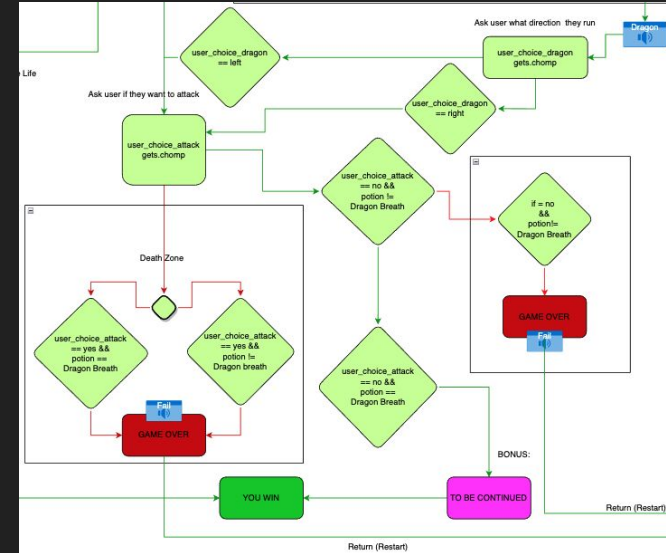 Ask user what direction they run
Dragon
user_choice_dragon
== left
user_choice_dragon
gets.chomp
Life
Ask user if they want to attack
user_choice_dragon
== right
user_choice_attack
gets.chomp
user_choice_attack
== no &&
potion !=
Dragon Breath
if = no
&&
potion!=
Dragon Breath
Death Zone
GAME OVER
Fail
user_choice_attack
== yes &&
potion ==
Dragon Breath
user_choice_attack
== yes &&
potion !=
Dragon breath
user_choice_attack
== no &&
potion ==
Dragon Breath
Fail
GAME OVER
BONUS:
YOU WIN
TO BE CONTINUED
Return (Restart)
Return (Restart)